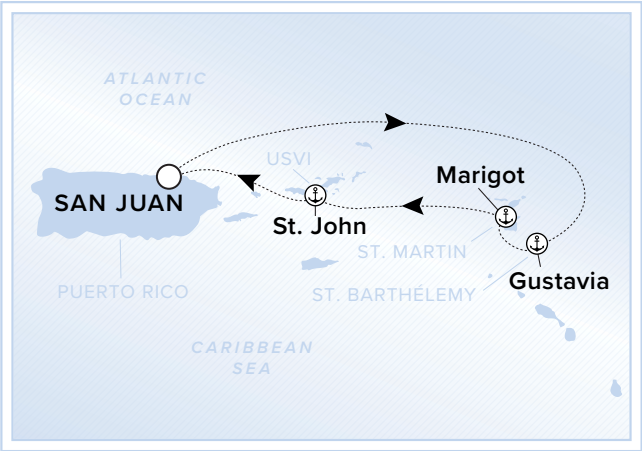 ATLANTIC
OCEAN
USVI
Marigot
SAN JUAN
St. John
ST. MARTIN
Gustavia
PUERTO RICO
ST. BARTHÉLEMY
CARIBBEAN
SEA